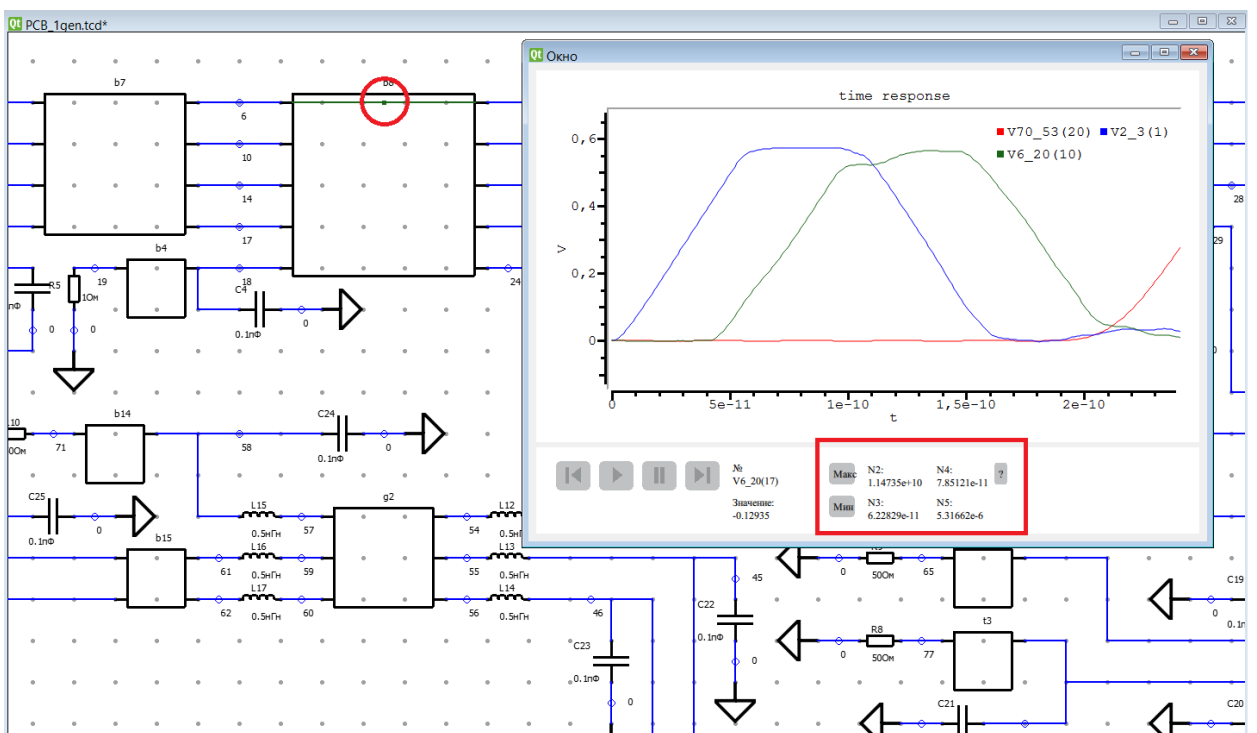 PCB_1gen.tcd*
b7
6
10
14
17
b4
R5
1Ом
19
18
C4
0.1пФ
0
0
0
24
b14
71
58
C24
0.1пФ
0
C25
0.1пФ
0
b15
L15
0.5нГн
57
L16
61
59
L17
62
0.5нГн
60
g2
L12
54
L13
55
0.5нГн
L14
56
0.5нГн
46
C23
0.1пФ
0
45
C22
0.1пФ
0
0
50Ом
65
R8
0
50Ом
77
t3
C21
C19
0
C20
28
29
Окно
time response
V70_53(20)
V2_3(1)
V6_20(10)
0,6
0,4
V
0,2
0
0
5e-11
1e-10
1,5e-10
2e-10
t
№
V6_20(17)
Значение:
-0.12935
Макс
N2:
1.14735e+10
N4:
7.85121e-11
?
Мин
N3:
6.22829e-11
N5:
5.31662e-6